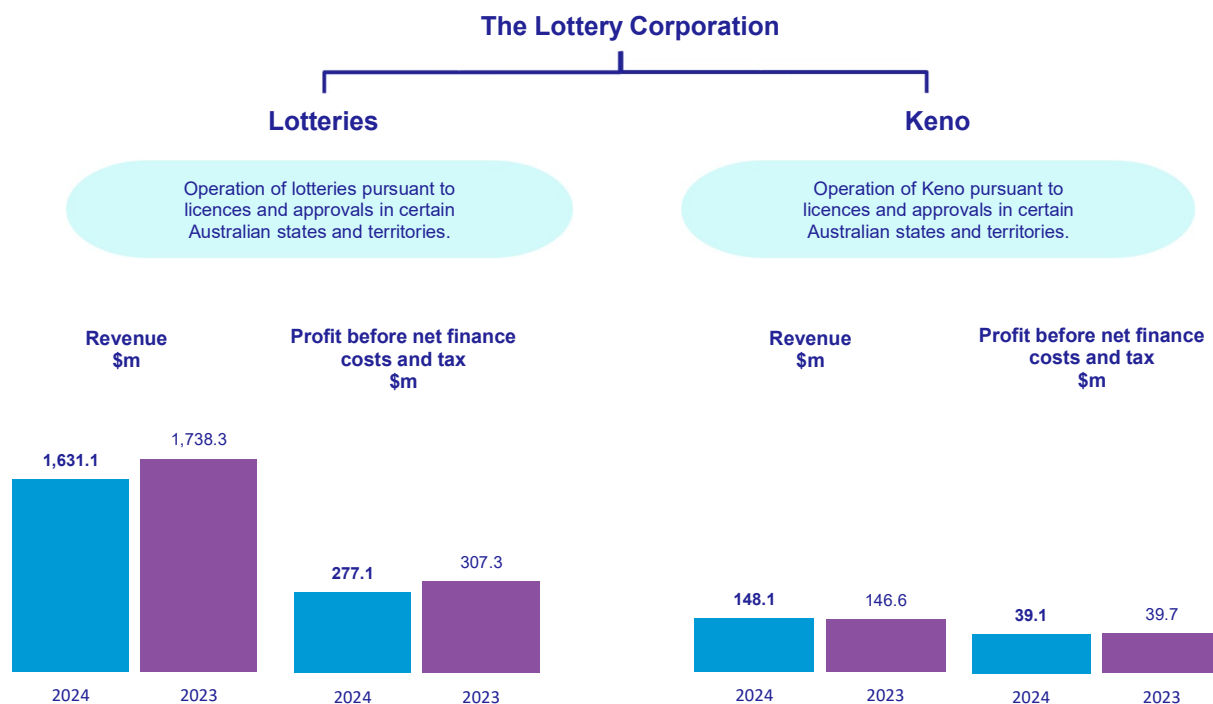 The Lottery Corporation
Lotteries
Operation of lotteries pursuant to
licences and approvals in certain
Australian states and territories.
Revenue
$m
1,631.1
1,738.3
2024
2023
Profit before net finance
costs and tax
$m
277.1
307.3
2024
2023
Keno
Operation of Keno pursuant to
licences and approvals in certain
Australian states and territories.
Revenue
$m
148.1
146.6
2024
2023
Profit before net finance
costs and tax
$m
39.1
39.7
2024
2023